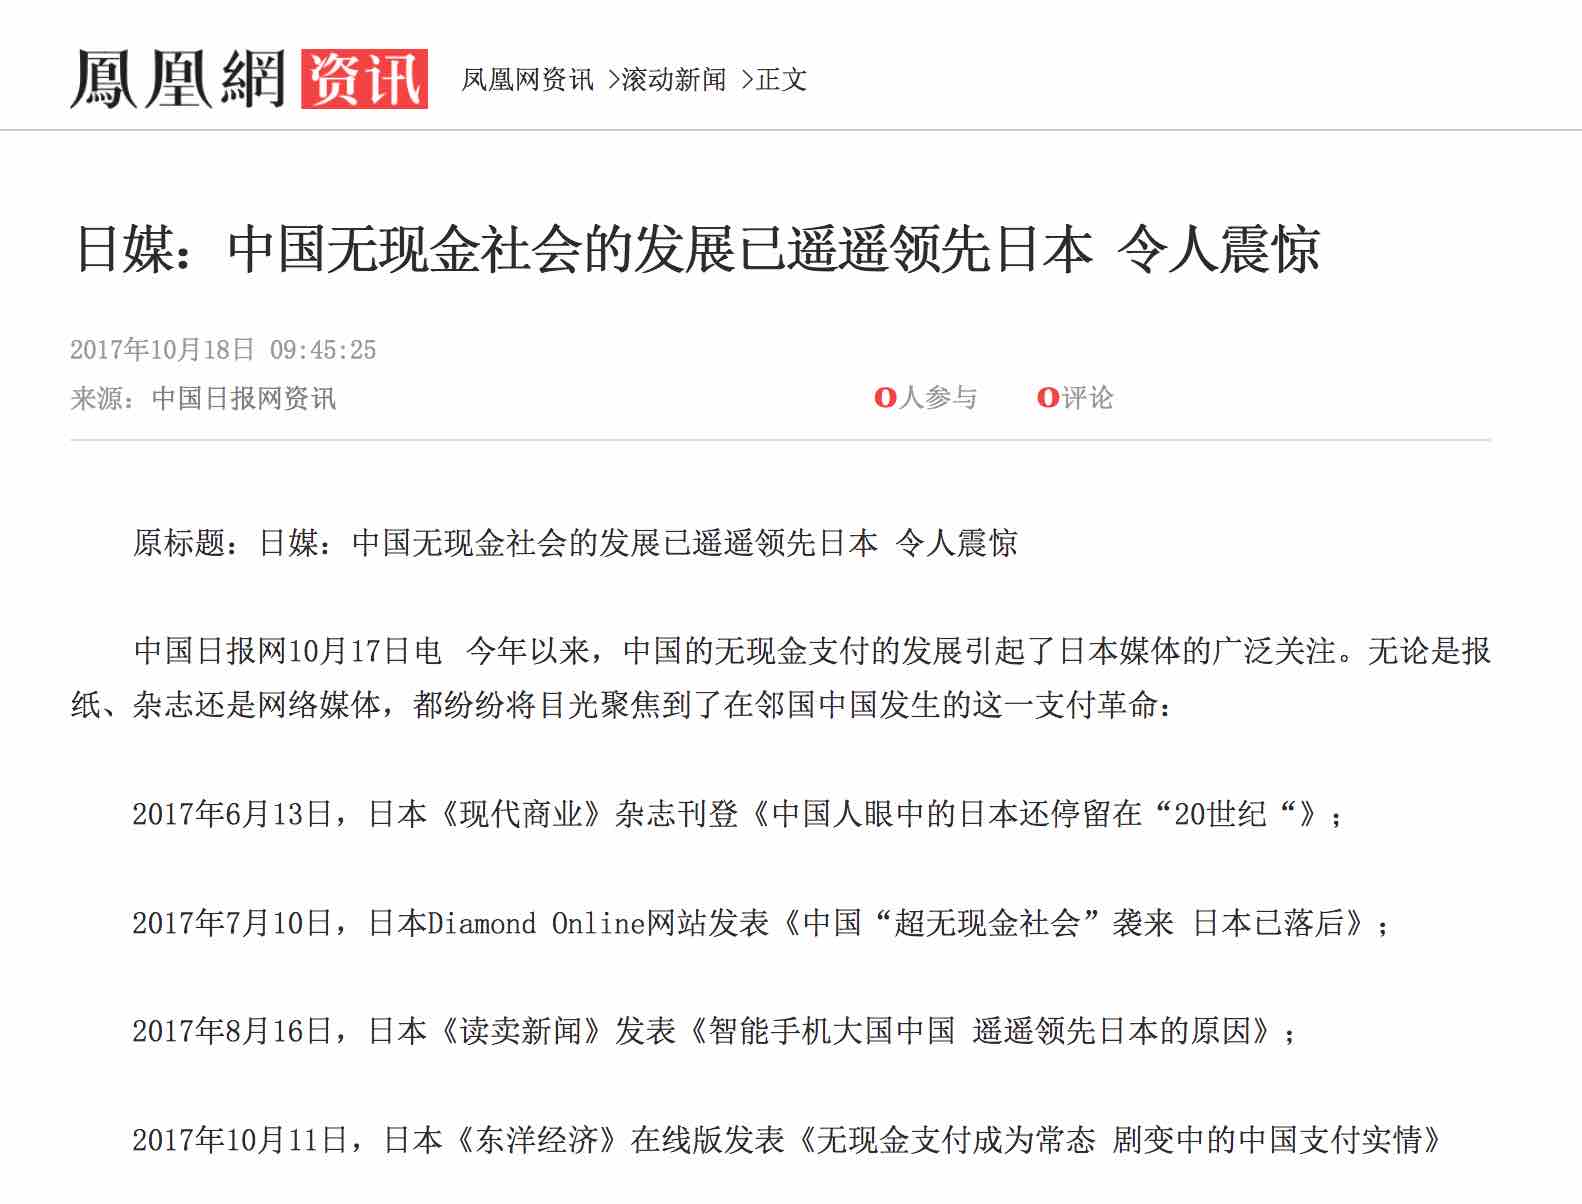 鳳凰網 资讯 凤凰网资讯 >滚动新闻 >正文
日媒：中国无现金社会的发展已遥遥领先日本 令人震惊
2017年10月18日 09:45:25
来源：中国日报网资讯 0人参与 0评论
原标题：日媒：中国无现金社会的发展已遥遥领先日本 令人震惊
中国日报网10月17日电 今年以来，中国的无现金支付的发展引起了日本媒体的广泛关注。无论是报
纸、杂志还是网络媒体，都纷纷将目光聚焦到了在邻国中国发生的这一支付革命：
2017年6月13日，日本《现代商业》杂志刊登《中国人眼中的日本还停留在“20世纪“》；
2017年7月10日，日本Diamond Online网站发表《中国“超无现金社会”袭来 日本已落后》；
2017年8月16日，日本《读卖新闻》发表《智能手机大国中国 遥遥领先日本的原因》；
2017年10月11日，日本《东洋经济》在线版发表《无现金支付成为常态 剧变中的中国支付实情》